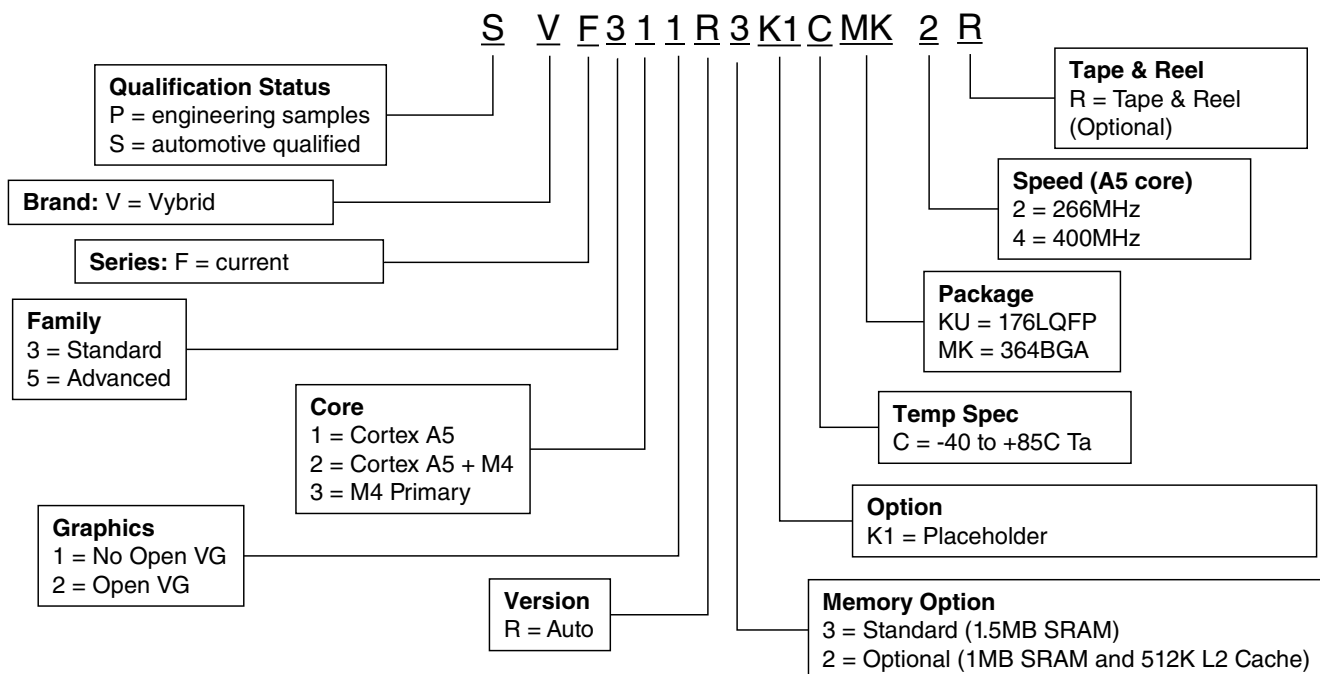 S V F 3 1 1 R 3 K1 C MK 2 R
Qualification Status
P = engineering samples
S = automotive qualified
Brand: V = Vybrid
Series: F = current
Family
3 = Standard
5 = Advanced
Core
1 = Cortex A5
2 = Cortex A5 + M4
3 = M4 Primary
Graphics
1 = No Open VG
2 = Open VG
Version
R = Auto
Tape & Reel
R = Tape & Reel
(Optional)
Speed (A5 core)
2 = 266MHz
4 = 400MHz
Package
KU = 176LQFP
MK = 364BGA
Temp Spec
C = -40 to +85C Ta
Option
K1 = Placeholder
Memory Option
3 = Standard (1.5MB SRAM)
2 = Optional (1MB SRAM and 512K L2 Cache)